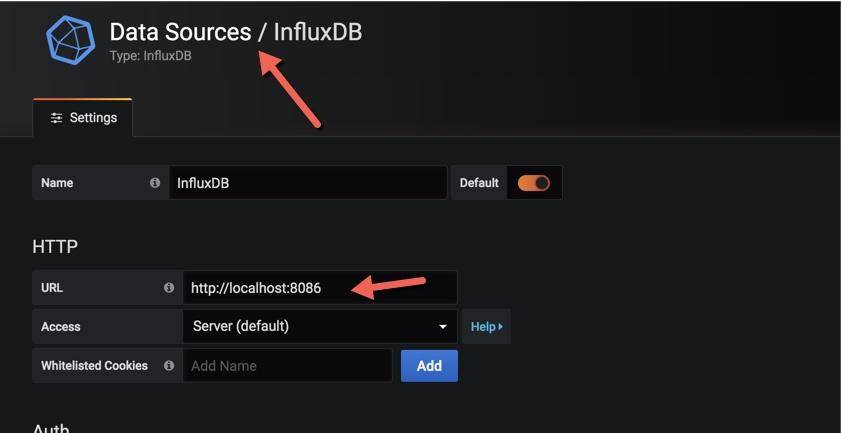 Data Sources / InfluxDB
Type: InfluxDB
Settings
Name InfluxDB Default
HTTP
URL http://localhost:8086
Access Server (default) Help
Whitelisted Cookies Add Name Add
Auth